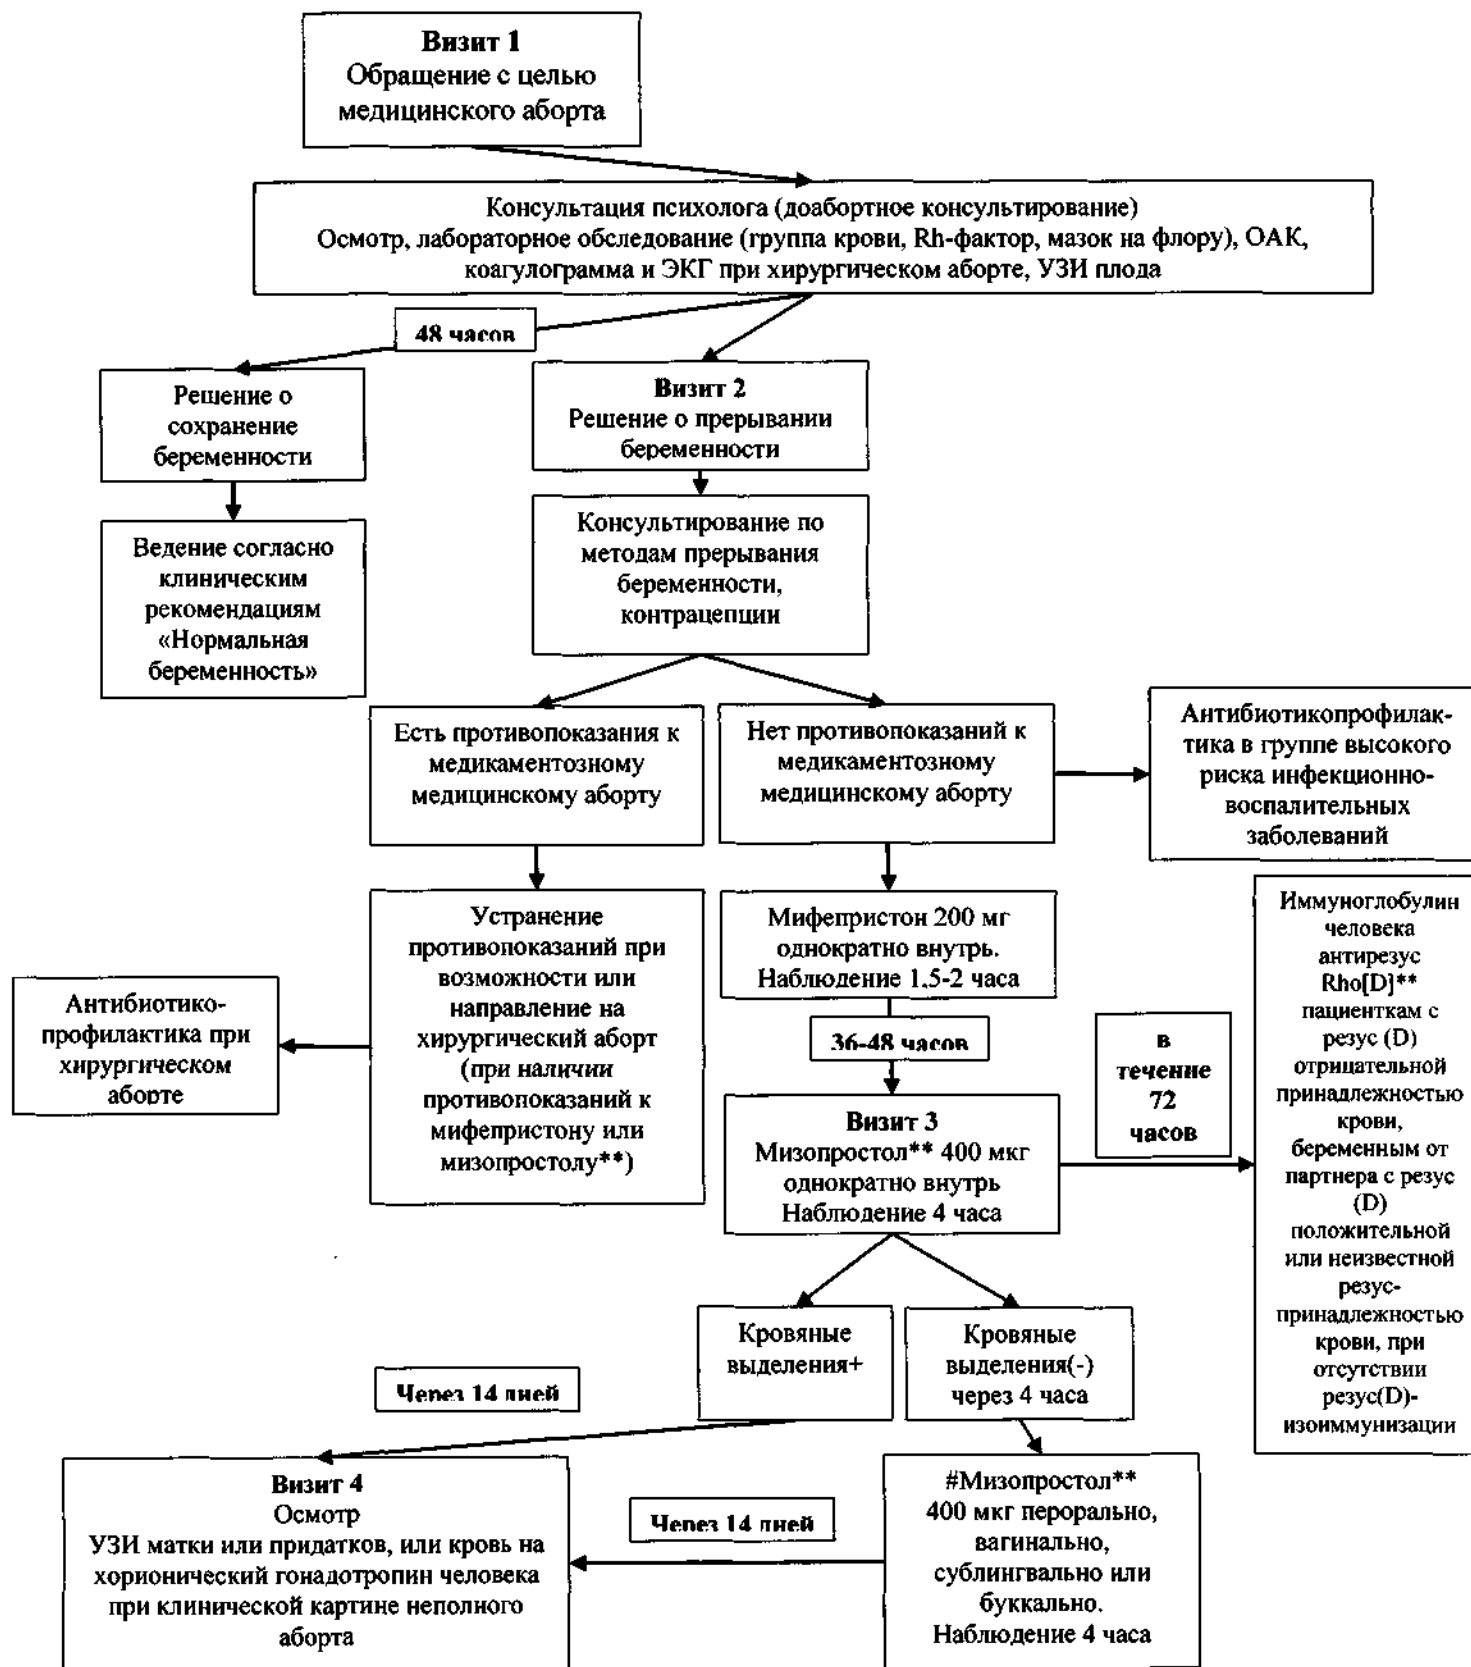 Визит 1
Обращение с целью
медицинского аборта
Консультация психолога (доабортное консультирование)
Осмотр, лабораторное обследование (группа крови, Rh-фактор, мазок на флору), ОАК,
коагулограмма и ЭКГ при хирургическом аборте, УЗИ плода
48 часов
Решение о
сохранение
беременности
Визит 2
Решение о прерывании
беременности
Ведение согласно
клиническим
рекомендациям
«Нормальная
беременность»
Консультирование по
методам прерывания
беременности,
контрацепции
Есть противопоказания к
медикаментозному
медицинскому аборту
Нет противопоказаний к
медикаментозному
медицинскому аборту
Антибиотикопрофилак-
тика в группе высокого
риска инфекционно-
воспалительных
заболеваний
Устранение
противопоказаний при
возможности или
направление на
хирургический аборт
(при наличии
противопоказаний к
мифепристону или
мизопростолу**)
Антибиотико-
профилактика при
хирургическом
аборте
Мифепристон 200 мг
однократно внутрь.
Наблюдение 1,5-2 часа
36-48 часов
Визит 3
Мизопростол** 400 мкг
однократно внутрь
Наблюдение 4 часа
в
течение
72
часов
Иммуноглобулин
человека
антирезус
Rho[D]**
пациенткам с
резус (D)
отрицательной
принадлежностью
крови,
беременным от
партнера с резус
(D)
положительной
или неизвестной
резус-
принадлежностью
крови, при
отсутствии
резус(D)-
изоиммунизации
Кровяные
выделения+
Кровяные
выделения(-)
через 4 часа
Через 14 дней
Визит 4
Осмотр
УЗИ матки или придатков, или кровь на
хорионический гонадотропин человека
при клинической картине неполного
аборта
Через 14 дней
#Мизопростол**
400 мкг перорально,
вагинально,
сублингвально или
буккально.
Наблюдение 4 часа